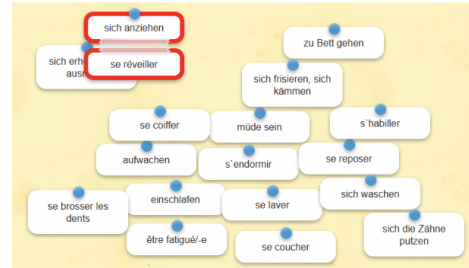 sich anziehen
zu Bett gehen
sich
se réveiller
sich frisieren, sich
kämmen
se coiffer
müde sein
s`habiller
aufwachen
s`endormir
se reposer
se brosser les
dents
einschlafen
se laver
sich waschen
être fatigué/-e
se coucher
sich die Zähne
putzen